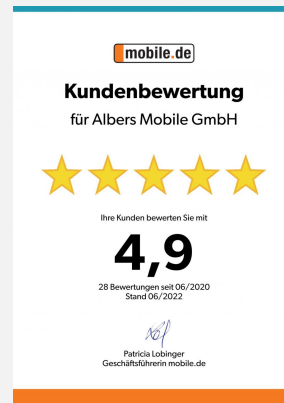 mobile.de
Kundenbewertung
für Albers Mobile GmbH
Ihre Kunden bewerten Sie mit
4,9
28 Bewertungen seit 06/2020
Stand 06/2022
Patricia Lobinger
Geschäftsführerin mobile.de